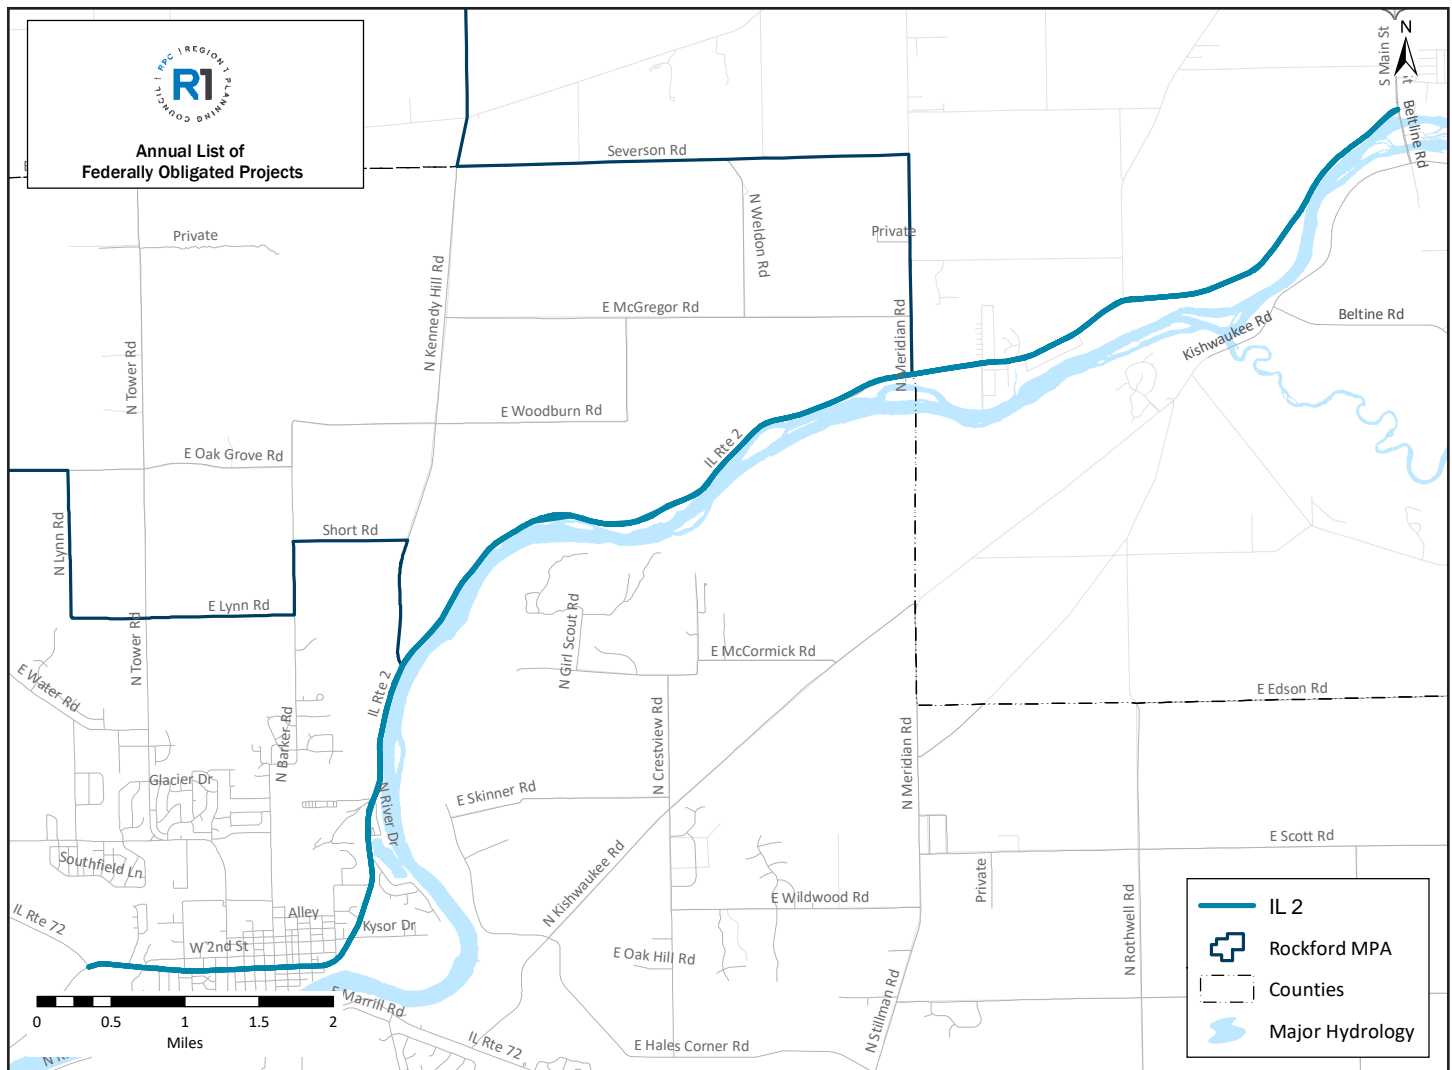 RPC | REGION 1 PLANNING COUNCIL |
R1
Annual List of
Federally Obligated Projects
N
S Main St
Beltline Rd
Severson Rd
N Weldon Rd
Private
Private
N Kennedy Hill Rd
E McGregor Rd
N Meridian Rd
Beltine Rd
Kishwaukee Rd
N Tower Rd
E Woodburn Rd
IL Rte 2
E Oak Grove Rd
Short Rd
N Lynn Rd
E Lynn Rd
N Tower Rd
N Girl Scout Rd
E McCormick Rd
E Water Rd
IL Rte 2
E Edson Rd
N Barker Rd
N Crestview Rd
N Meridian Rd
Glacier Dr
N River Dr
E Skinner Rd
E Scott Rd
Southfield Ln
N Kishwaukee Rd
E Wildwood Rd
Private
IL Rte 72
Alley
Kysor Dr
W 2nd St
E Oak Hill Rd
N Rothwell Rd
N Stillman Rd
E Marrill Rd
IL Rte 72
E Hales Corner Rd
0 0.5 1 1.5 2
Miles
IL 2
Rockford MPA
Counties
Major Hydrology